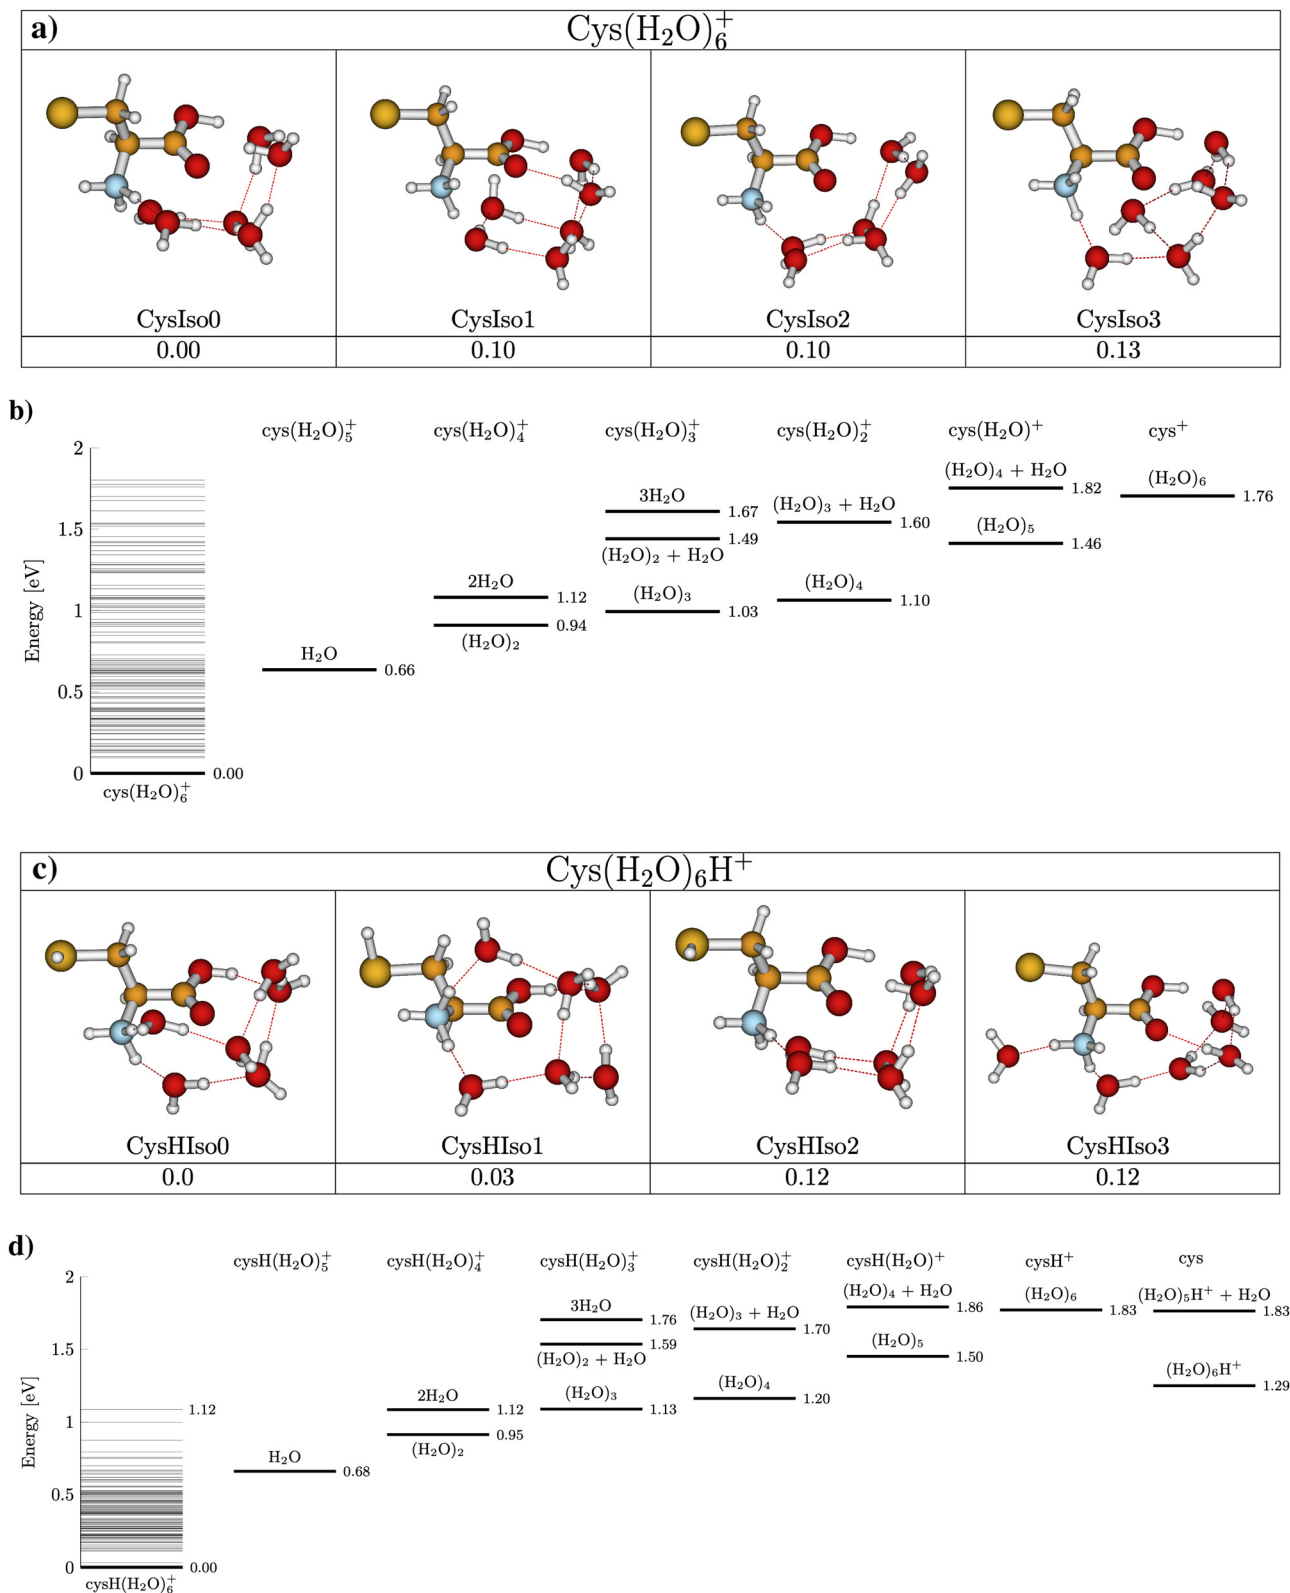 a)
Cys(H₂O)₆⁺
CysIso0 CysIso1 CysIso2 CysIso3
0.00 0.10 0.10 0.13
b)
cys(H₂O)₅⁺ cys(H₂O)₄⁺ cys(H₂O)₃⁺ cys(H₂O)₂⁺ cys(H₂O)⁺ cys⁺
Energy [eV]
2
1.5
1
0.5
0
H₂O 0.66
2H₂O 1.12
0.94
(H₂O)₂
3H₂O 1.67
1.49
(H₂O)₂ + H₂O
(H₂O)₃ 1.03
(H₂O)₃ + H₂O 1.60
(H₂O)₄ 1.10
(H₂O)₄ + H₂O 1.82
(H₂O)₅ 1.46
(H₂O)₆ 1.76
0.00
cys(H₂O)₆⁺
c)
Cys(H₂O)₆H⁺
CysHIso0 CysHIso1 CysHIso2 CysHIso3
0.0 0.03 0.12 0.12
d)
cysH(H₂O)₅⁺ cysH(H₂O)₄⁺ cysH(H₂O)₃⁺ cysH(H₂O)₂⁺ cysH(H₂O)⁺ cysH⁺ cys
Energy [eV]
2
1.5
1
0.5
0
1.12
0.00
cysH(H₂O)₆⁺
H₂O 0.68
2H₂O 1.12
0.95
(H₂O)₂
3H₂O 1.76
1.59
(H₂O)₂ + H₂O
(H₂O)₃ 1.13
(H₂O)₃ + H₂O 1.70
(H₂O)₄ 1.20
(H₂O)₄ + H₂O 1.86
(H₂O)₅ 1.50
(H₂O)₆ 1.83
(H₂O)₅H⁺ + H₂O 1.83
(H₂O)₆H⁺ 1.29